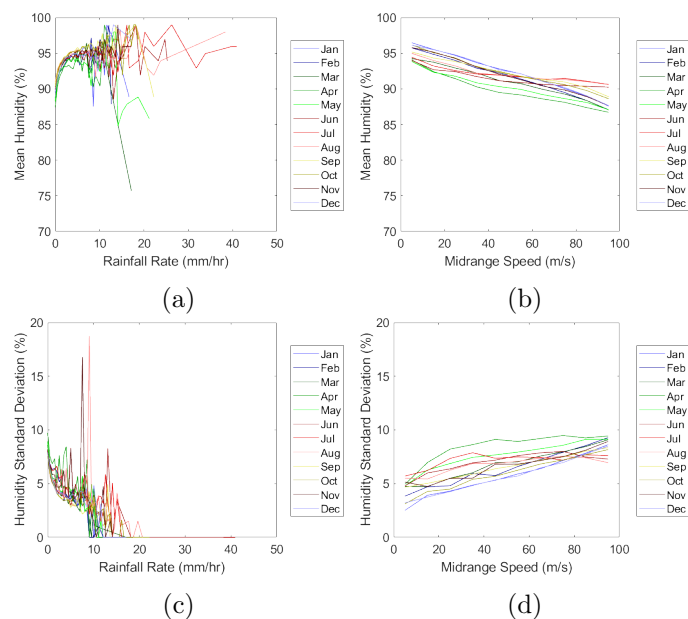 100
95
90
85
80
75
70
0 10 20 30 40 50
Mean Humidity (%)
Rainfall Rate (mm/hr)
Jan
Feb
Mar
Apr
May
Jun
Jul
Aug
Sep
Oct
Nov
Dec
(a)
100
95
90
85
80
75
70
0 20 40 60 80 100
Mean Humidity (%)
Midrange Speed (m/s)
Jan
Feb
Mar
Apr
May
Jun
Jul
Aug
Sep
Oct
Nov
Dec
(b)
20
15
10
5
0
0 10 20 30 40 50
Humidity Standard Deviation (%)
Rainfall Rate (mm/hr)
Jan
Feb
Mar
Apr
May
Jun
Jul
Aug
Sep
Oct
Nov
Dec
(c)
20
15
10
5
0
0 20 40 60 80 100
Humidity Standard Deviation (%)
Midrange Speed (m/s)
Jan
Feb
Mar
Apr
May
Jun
Jul
Aug
Sep
Oct
Nov
Dec
(d)